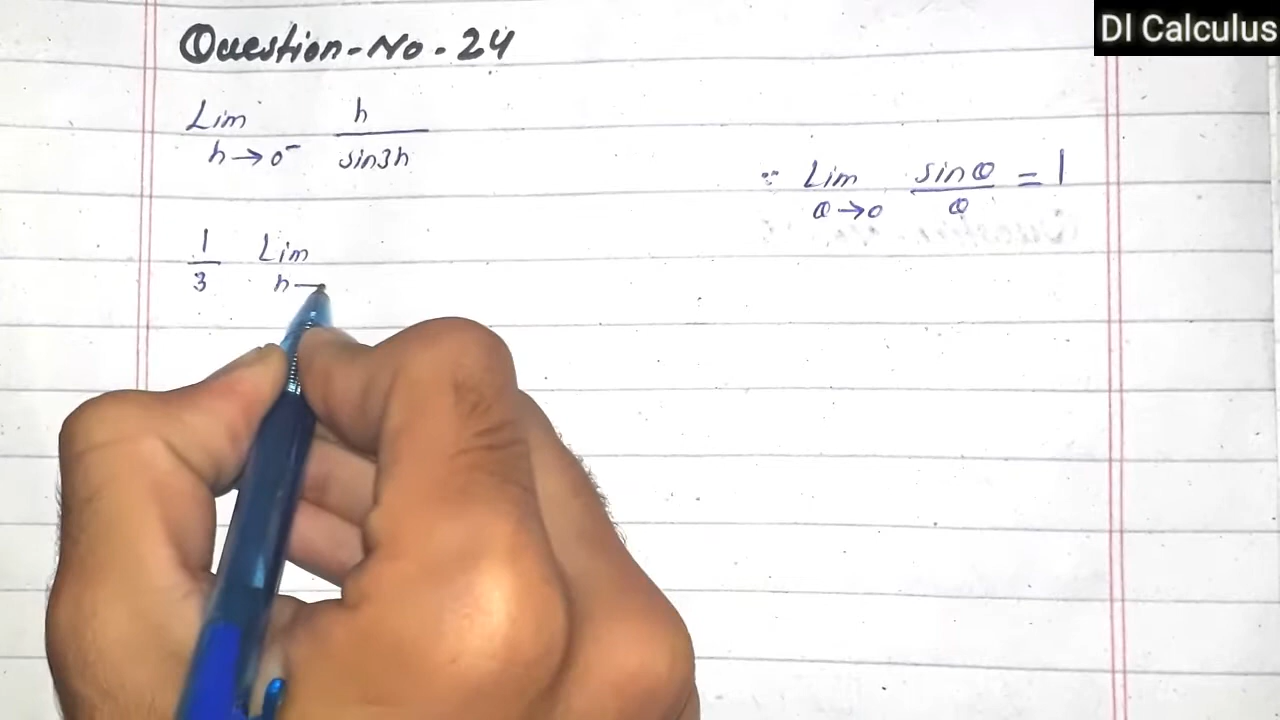 DI Calculus
Question-No-24
Lim h
h→0⁻ sin3h
∵ Lim sinθ = 1
θ→0 θ
1 Lim
3 h—